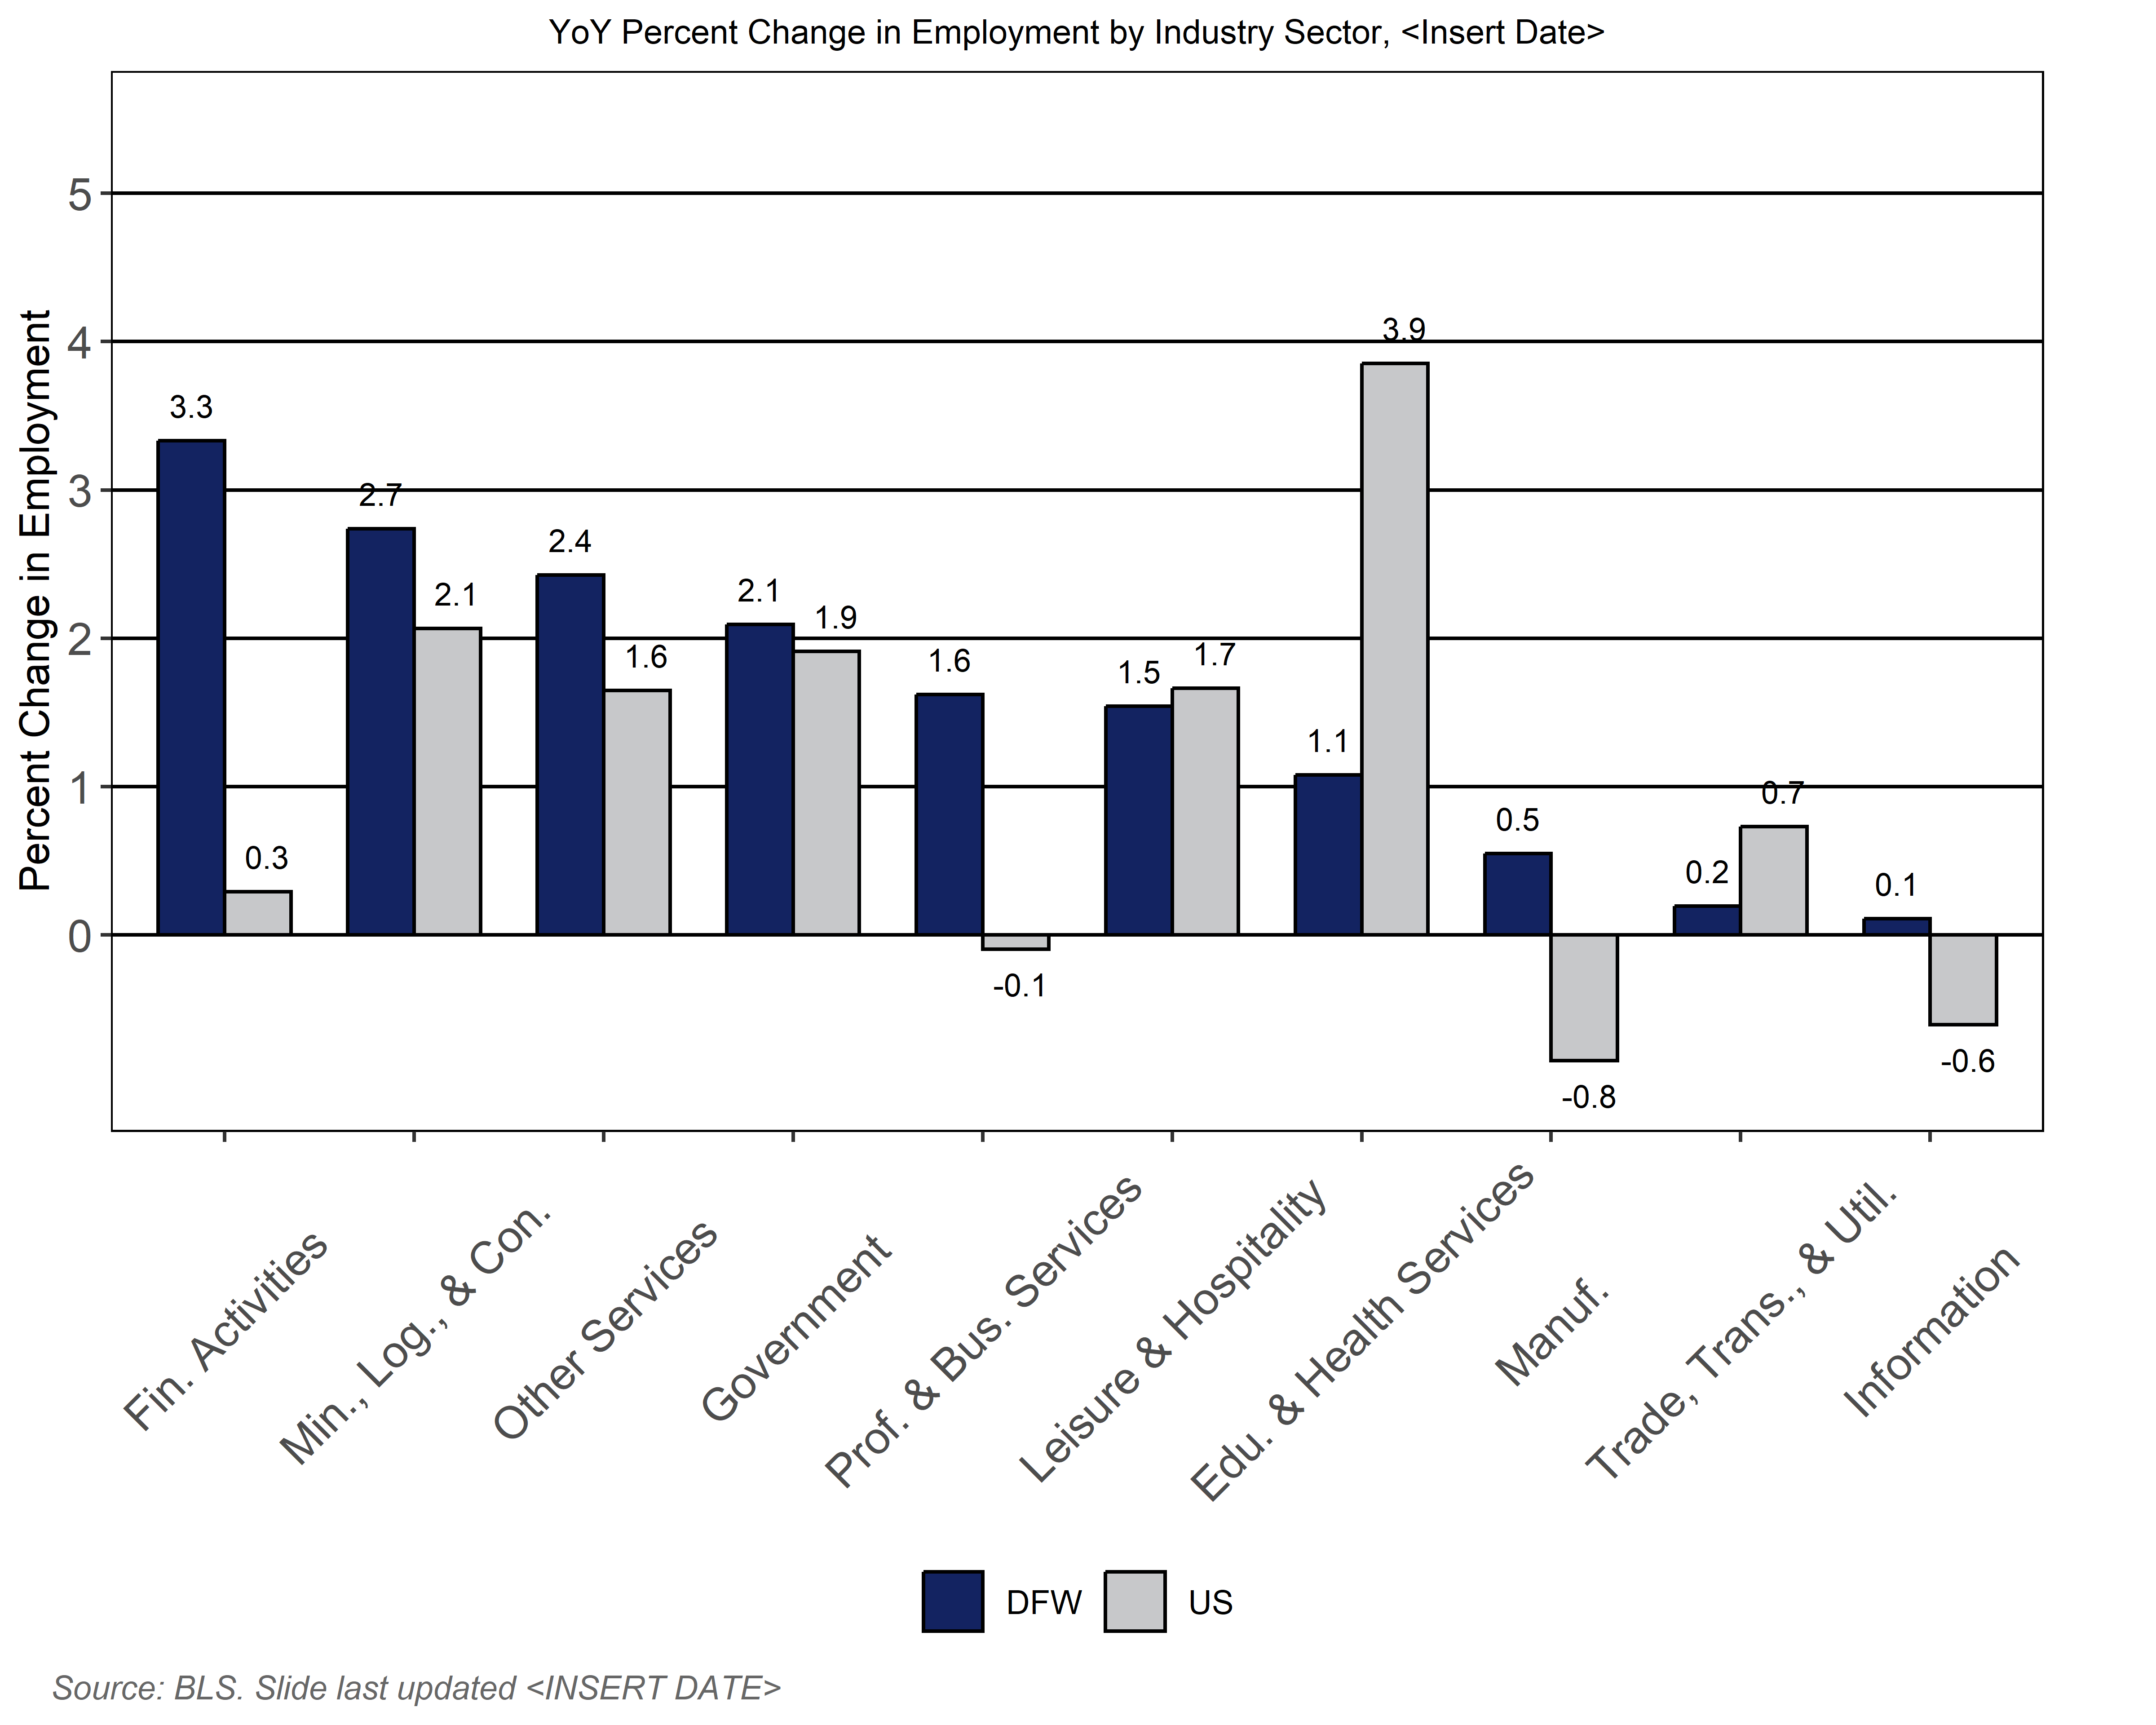 YoY Percent Change in Employment by Industry Sector, <Insert Date>
Percent Change in Employment
5
4
3
2
1
0
3.3
0.3
2.7
2.1
2.4
1.6
2.1
1.9
1.6
-0.1
1.5
1.7
1.1
3.9
0.5
-0.8
0.2
0.7
0.1
-0.6
Fin. Activities
Min., Log., & Con.
Other Services
Government
Prof. & Bus. Services
Leisure & Hospitality
Edu. & Health Services
Manuf.
Trade, Trans., & Util.
Information
DFW
US
Source: BLS. Slide last updated <INSERT DATE>